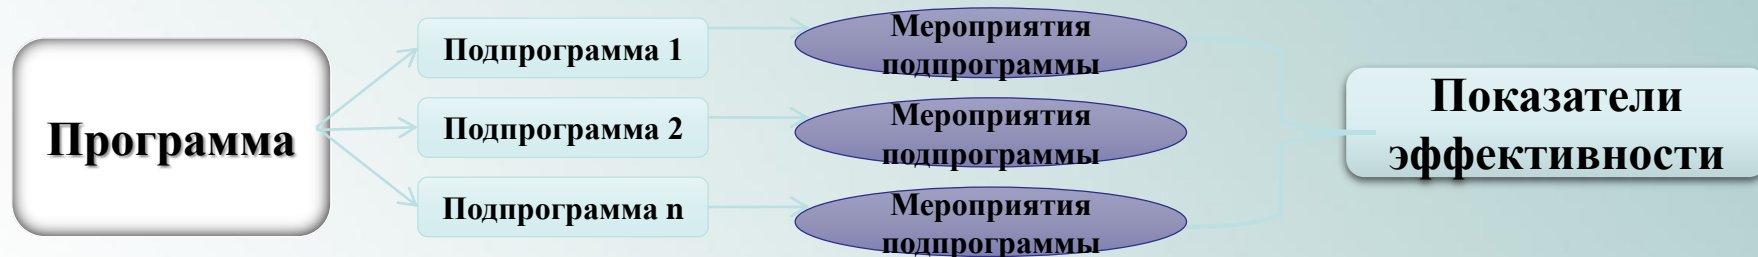 Программа
Подпрограмма 1
Подпрограмма 2
Подпрограмма n
Мероприятия
подпрограммы
Мероприятия
подпрограммы
Мероприятия
подпрограммы
Показатели
эффективности